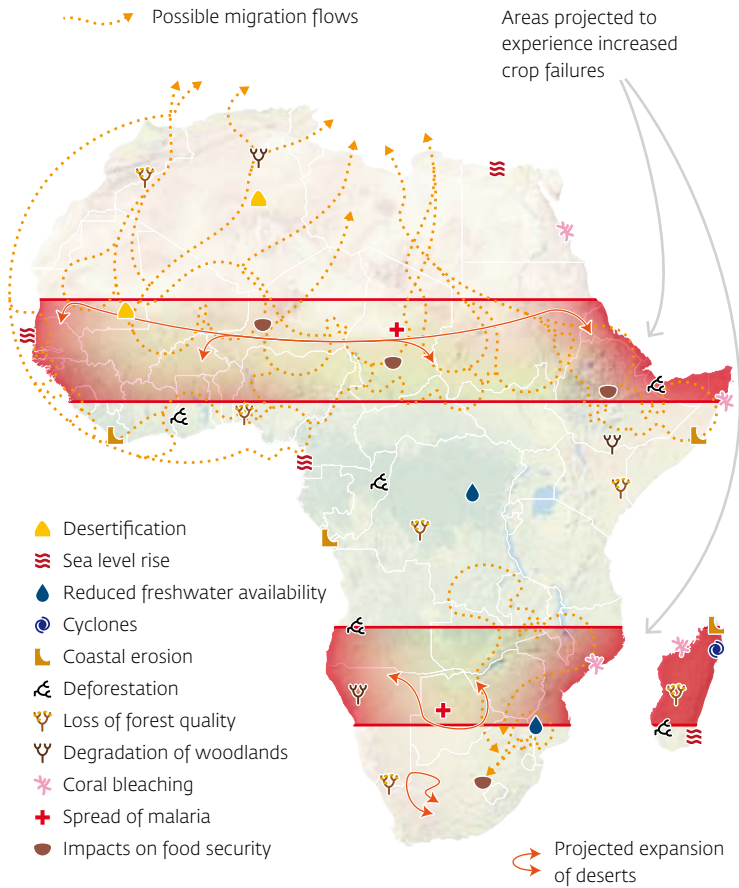 Possible migration flows
Areas projected to
experience increased
crop failures
Desertification
Sea level rise
Reduced freshwater availability
Cyclones
Coastal erosion
Deforestation
Loss of forest quality
Degradation of woodlands
Coral bleaching
Spread of malaria
Impacts on food security
Projected expansion
of deserts